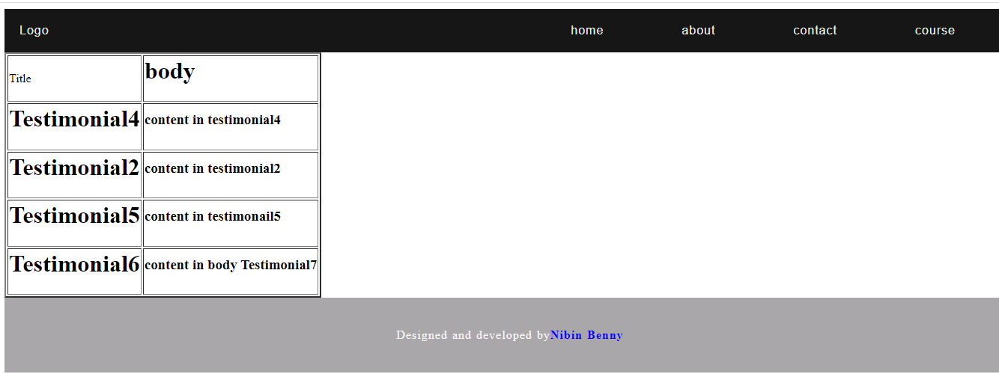 Logo home about contact course
Title body
Testimonial4 content in testimonial4
Testimonial2 content in testimonial2
Testimonial5 content in testimonail5
Testimonial6 content in body Testimonial7
Designed and developed byNibin Benny